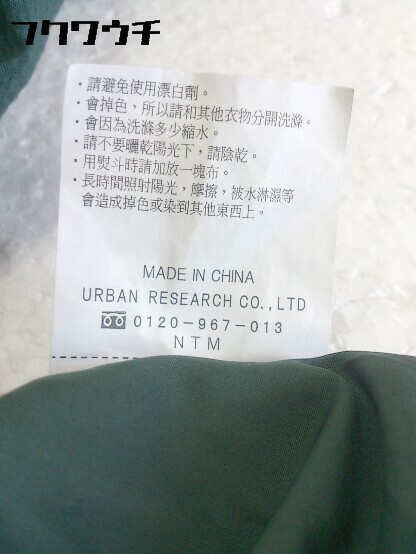 フクワウチ
・請避免使用漂白劑。
・會掉色，所以請和其他衣物分開洗滌。
・會因為洗滌多少縮水。
・請不要曬乾陽光下，請陰乾。
・用熨斗時請加放一塊布。
・長時間照射陽光，摩擦，被水淋濕等
會造成掉色或染到其他東西上。
MADE IN CHINA
URBAN RESEARCH CO.,LTD
0120-967-013
NTM